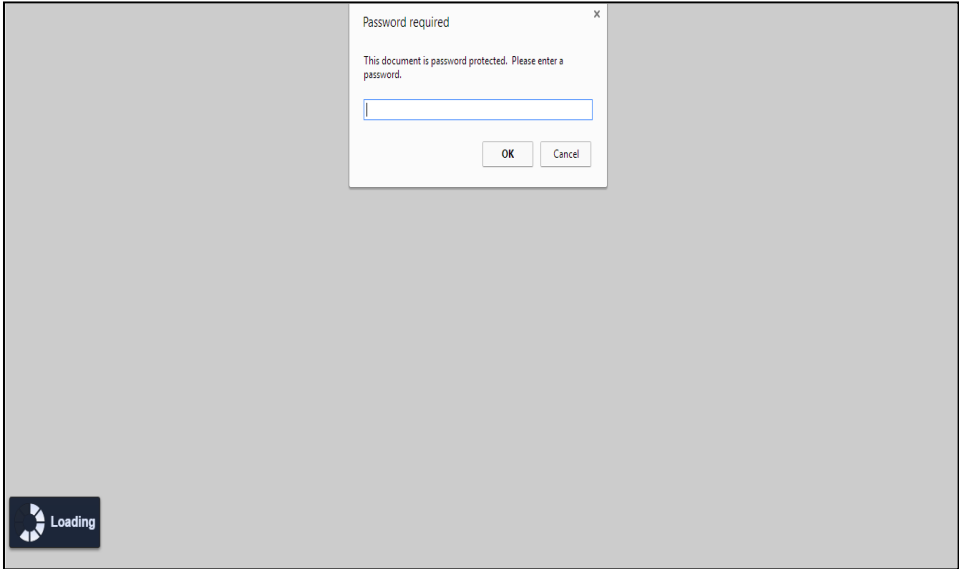 Password required
This document is password protected. Please enter a
password.
OK
Cancel
Loading